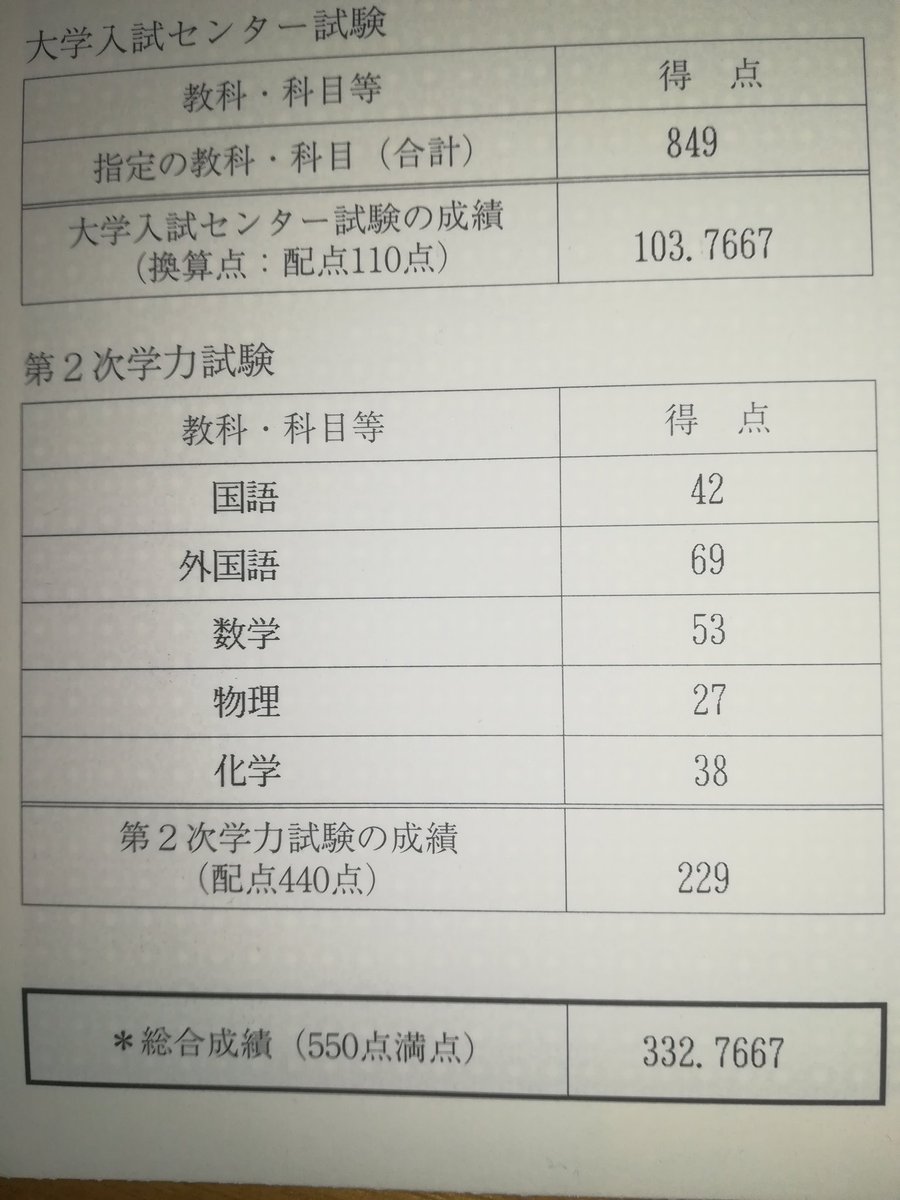 大学入試センター試験
教科・科目等 得 点
指定の教科・科目（合計） 849
大学入試センター試験の成績
（換算点：配点110点） 103.7667
第２次学力試験
教科・科目等 得 点
国語 42
外国語 69
数学 53
物理 27
化学 38
第２次学力試験の成績
（配点440点） 229
＊総合成績（550点満点） 332.7667